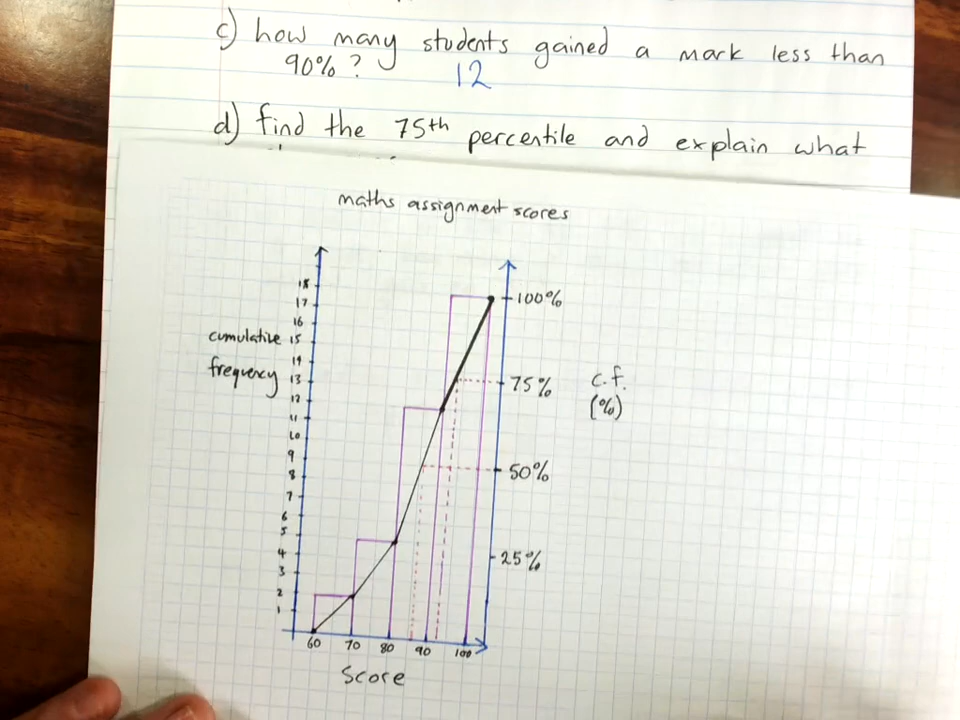 c) how many students gained a mark less than
90% ? 12
d) find the 75th percentile and explain what
maths assignment scores
18
17
16
cumulative 15
14
frequency 13
12
11
10
9
8
7
6
5
4
3
2
1
100%
75% c.f.
(%)
50%
25%
60 70 80 90 100
Score